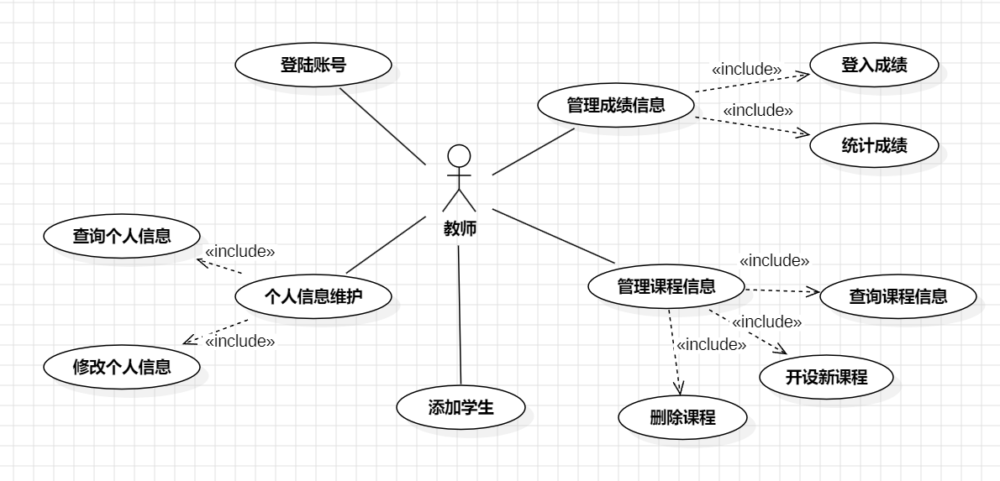 登陆账号
«include»
登入成绩
管理成绩信息
«include»
统计成绩
教师
查询个人信息
«include»
个人信息维护
«include»
修改个人信息
添加学生
«include»
管理课程信息
查询课程信息
«include»
«include»
开设新课程
删除课程